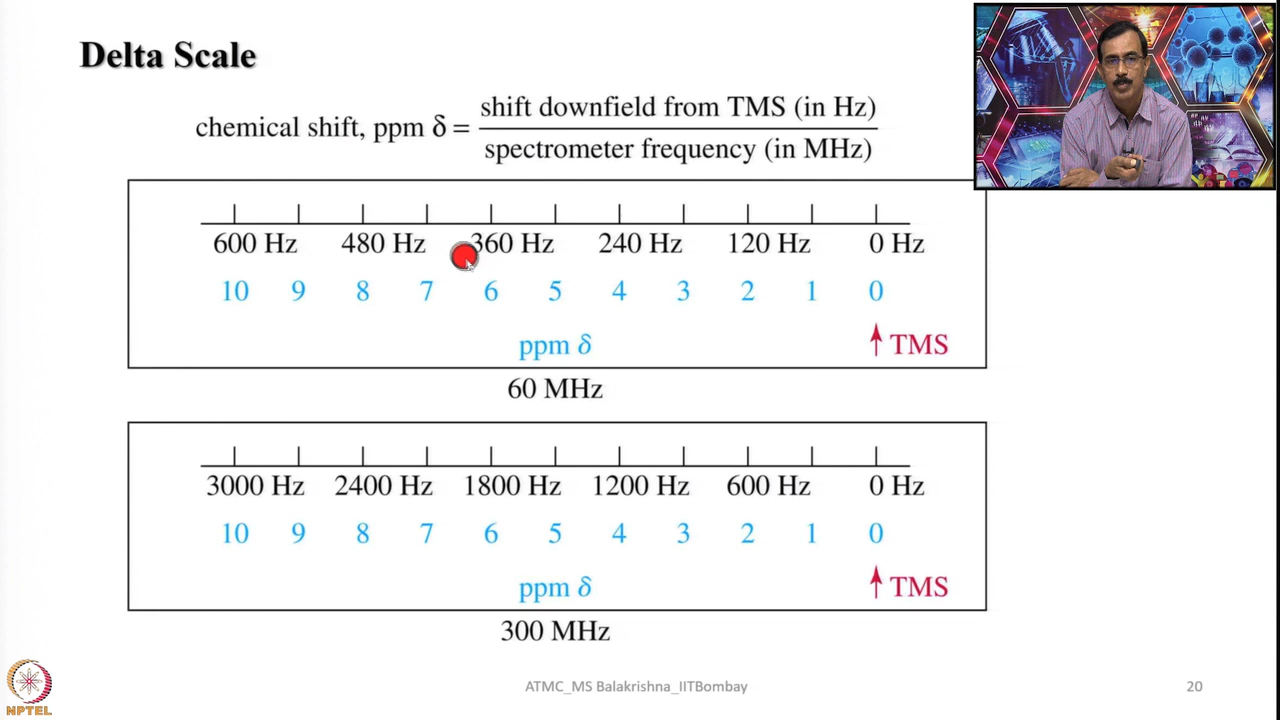 Delta Scale
chemical shift, ppm δ = shift downfield from TMS (in Hz)
spectrometer frequency (in MHz)
600 Hz 480 Hz 360 Hz 240 Hz 120 Hz 0 Hz
10 9 8 7 6 5 4 3 2 1 0
ppm δ TMS
60 MHz
3000 Hz 2400 Hz 1800 Hz 1200 Hz 600 Hz 0 Hz
10 9 8 7 6 5 4 3 2 1 0
ppm δ TMS
300 MHz
NPTEL ATMC_MS Balakrishna_IITBombay 20